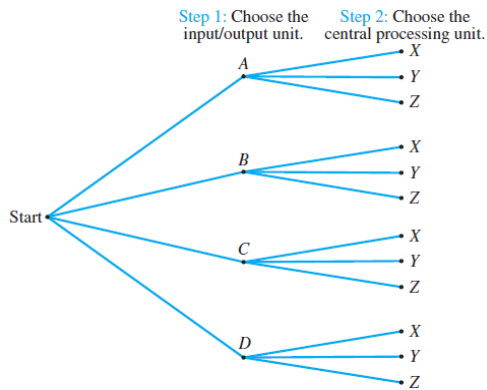 Step 1: Choose the
input/output unit.
Step 2: Choose the
central processing unit.
A
X
Y
Z
B
X
Y
Z
Start
C
X
Y
Z
D
X
Y
Z